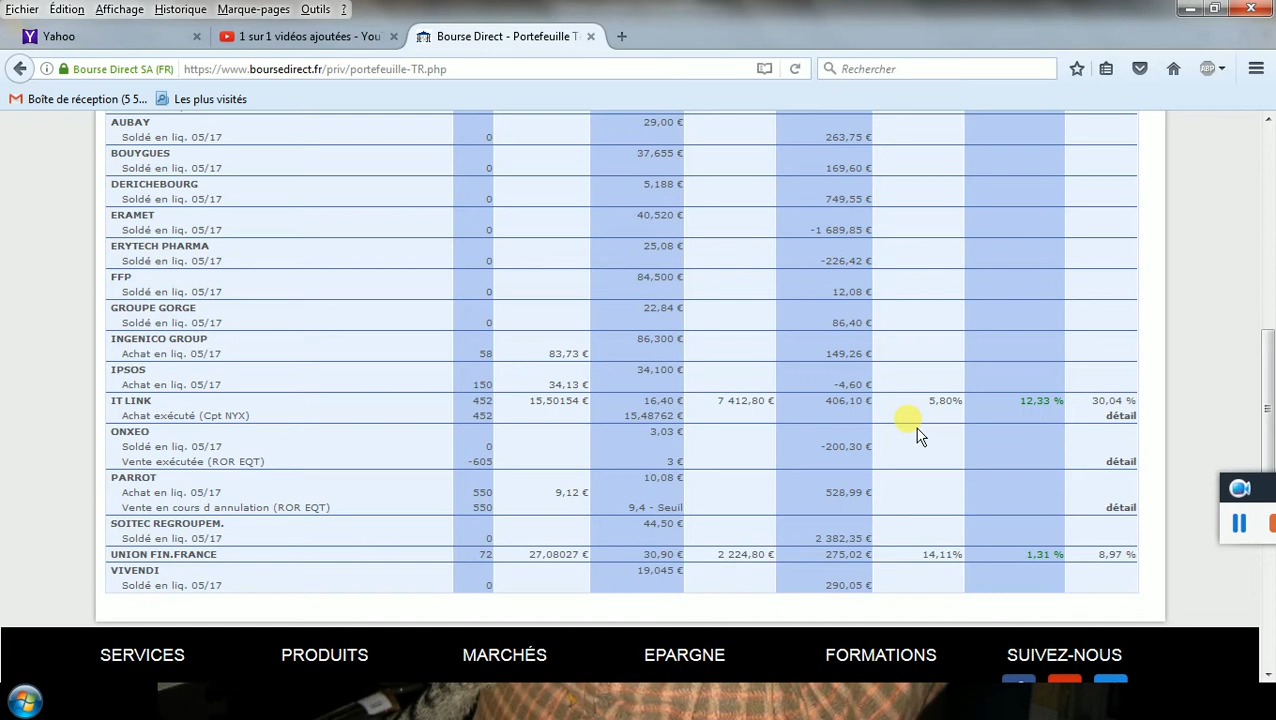 Fichier Édition Affichage Historique Marque-pages Outils ?
Yahoo 1 sur 1 vidéos ajoutées - You Bourse Direct - Portefeuille T
Bourse Direct SA (FR) https://www.boursedirect.fr/priv/portefeuille-TR.php Rechercher ABP
Boîte de réception (5 5... Les plus visités
AUBAY 29,00 €
Soldé en liq. 05/17 0 263,75 €
BOUYGUES 37,655 €
Soldé en liq. 05/17 0 169,60 €
DERICHEBOURG 5,188 €
Soldé en liq. 05/17 0 749,55 €
ERAMET 40,520 €
Soldé en liq. 05/17 0 -1 689,85 €
ERYTECH PHARMA 25,08 €
Soldé en liq. 05/17 0 -226,42 €
FFP 84,500 €
Soldé en liq. 05/17 0 12,08 €
GROUPE GORGE 22,84 €
Soldé en liq. 05/17 0 86,40 €
INGENICO GROUP 86,300 €
Achat en liq. 05/17 58 83,73 € 149,26 €
IPSOS 34,100 €
Achat en liq. 05/17 150 34,13 € -4,60 €
IT LINK 452 15,50154 € 16,40 € 7 412,80 € 406,10 € 5,80% 12,33 % 30,04 %
Achat exécuté (Cpt NYX) 452 15,48762 € détail
ONXEO 3,03 €
Soldé en liq. 05/17 0 -200,30 €
Vente exécutée (ROR EQT) -605 3 € détail
PARROT 10,08 €
Achat en liq. 05/17 550 9,12 € 528,99 €
Vente en cours d annulation (ROR EQT) 550 9,4 - Seuil détail
SOITEC REGROUPEM. 44,50 €
Soldé en liq. 05/17 0 2 382,35 €
UNION FIN.FRANCE 72 27,08027 € 30,90 € 2 224,80 € 275,02 € 14,11% 1,31 % 8,97 %
VIVENDI 19,045 €
Soldé en liq. 05/17 0 290,05 €
SERVICES PRODUITS MARCHÉS EPARGNE FORMATIONS SUIVEZ-NOUS